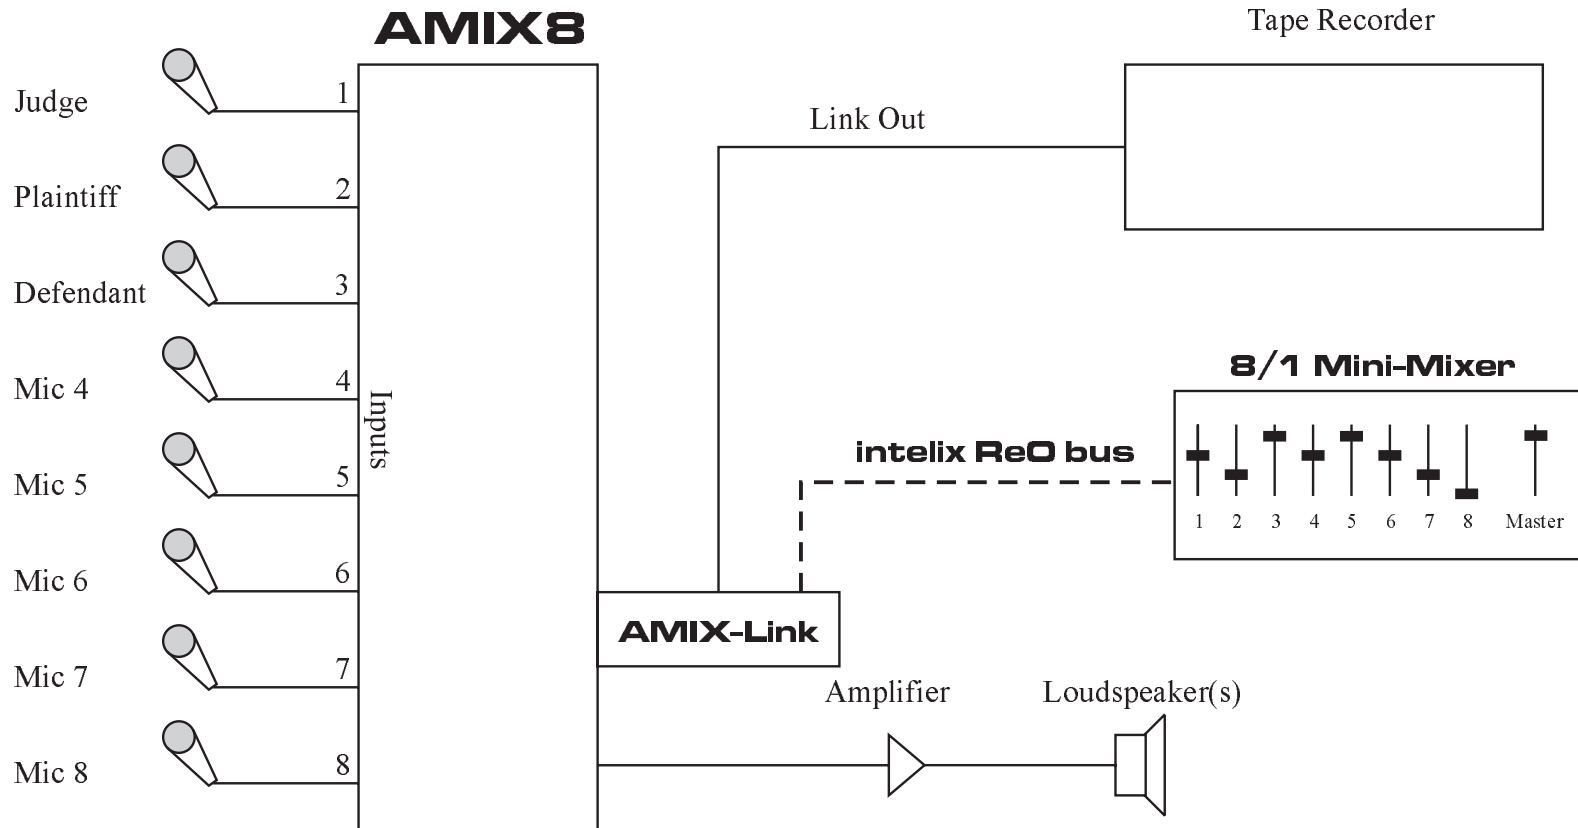 AMIX8
Tape Recorder
Judge
1
Link Out
Plaintiff
2
Defendant
3
Mic 4
4
Inputs
8/1 Mini-Mixer
intelix ReO bus
Mic 5
5
1 2 3 4 5 6 7 8 Master
Mic 6
6
AMIX-Link
Mic 7
7
Amplifier
Loudspeaker(s)
Mic 8
8